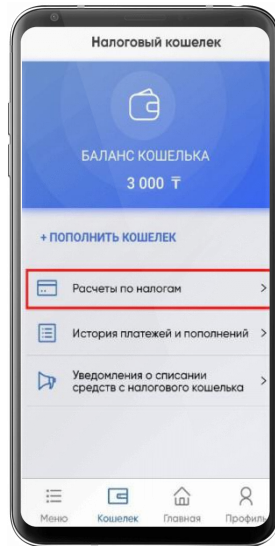 Налоговый кошелек
БАЛАНС КОШЕЛЬКА
3 000 ₸
+ ПОПОЛНИТЬ КОШЕЛЕК
Расчеты по налогам
История платежей и пополнений
Уведомления о списании
средств с налогового кошелька
Меню Кошелек Главная Профиль